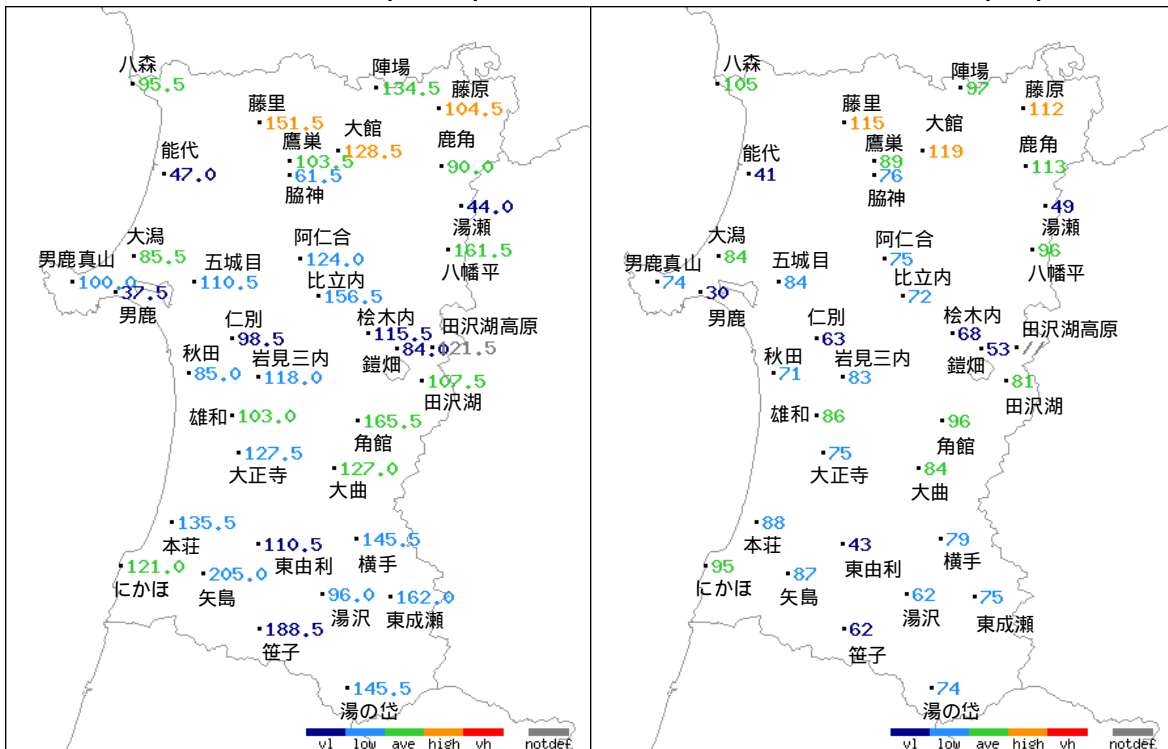 八森
95.5
陣場
134.5
藤原
104.5
藤里
151.5
大館
128.5
鷹巣
103.5
61.5
脇神
鹿角
90.0
能代
47.0
44.0
湯瀬
大潟
85.5
男鹿真山
100.0
37.5
男鹿
五城目
110.5
阿仁合
124.0
比立内
156.5
161.5
八幡平
仁別
98.5
桧木内
115.5
84.0
鎧畑
田沢湖高原
121.5
秋田
85.0
岩見三内
118.0
107.5
田沢湖
雄和
103.0
165.5
角館
127.5
大正寺
127.0
大曲
135.5
本荘
110.5
東由利
145.5
横手
121.0
にかほ
205.0
矢島
96.0
湯沢
162.0
東成瀬
188.5
笹子
145.5
湯の岱
vl low ave high vh notdef
八森
105
陣場
97
藤原
112
藤里
115
大館
119
鷹巣
89
76
脇神
鹿角
113
能代
41
49
湯瀬
大潟
84
男鹿真山
74
30
男鹿
五城目
84
阿仁合
75
比立内
72
96
八幡平
仁別
63
桧木内
68
53
鎧畑
田沢湖高原
//
秋田
71
岩見三内
83
81
田沢湖
雄和
86
96
角館
75
大正寺
84
大曲
88
本荘
43
東由利
79
横手
95
にかほ
87
矢島
62
湯沢
75
東成瀬
62
笹子
74
湯の岱
vl low ave high vh notdef